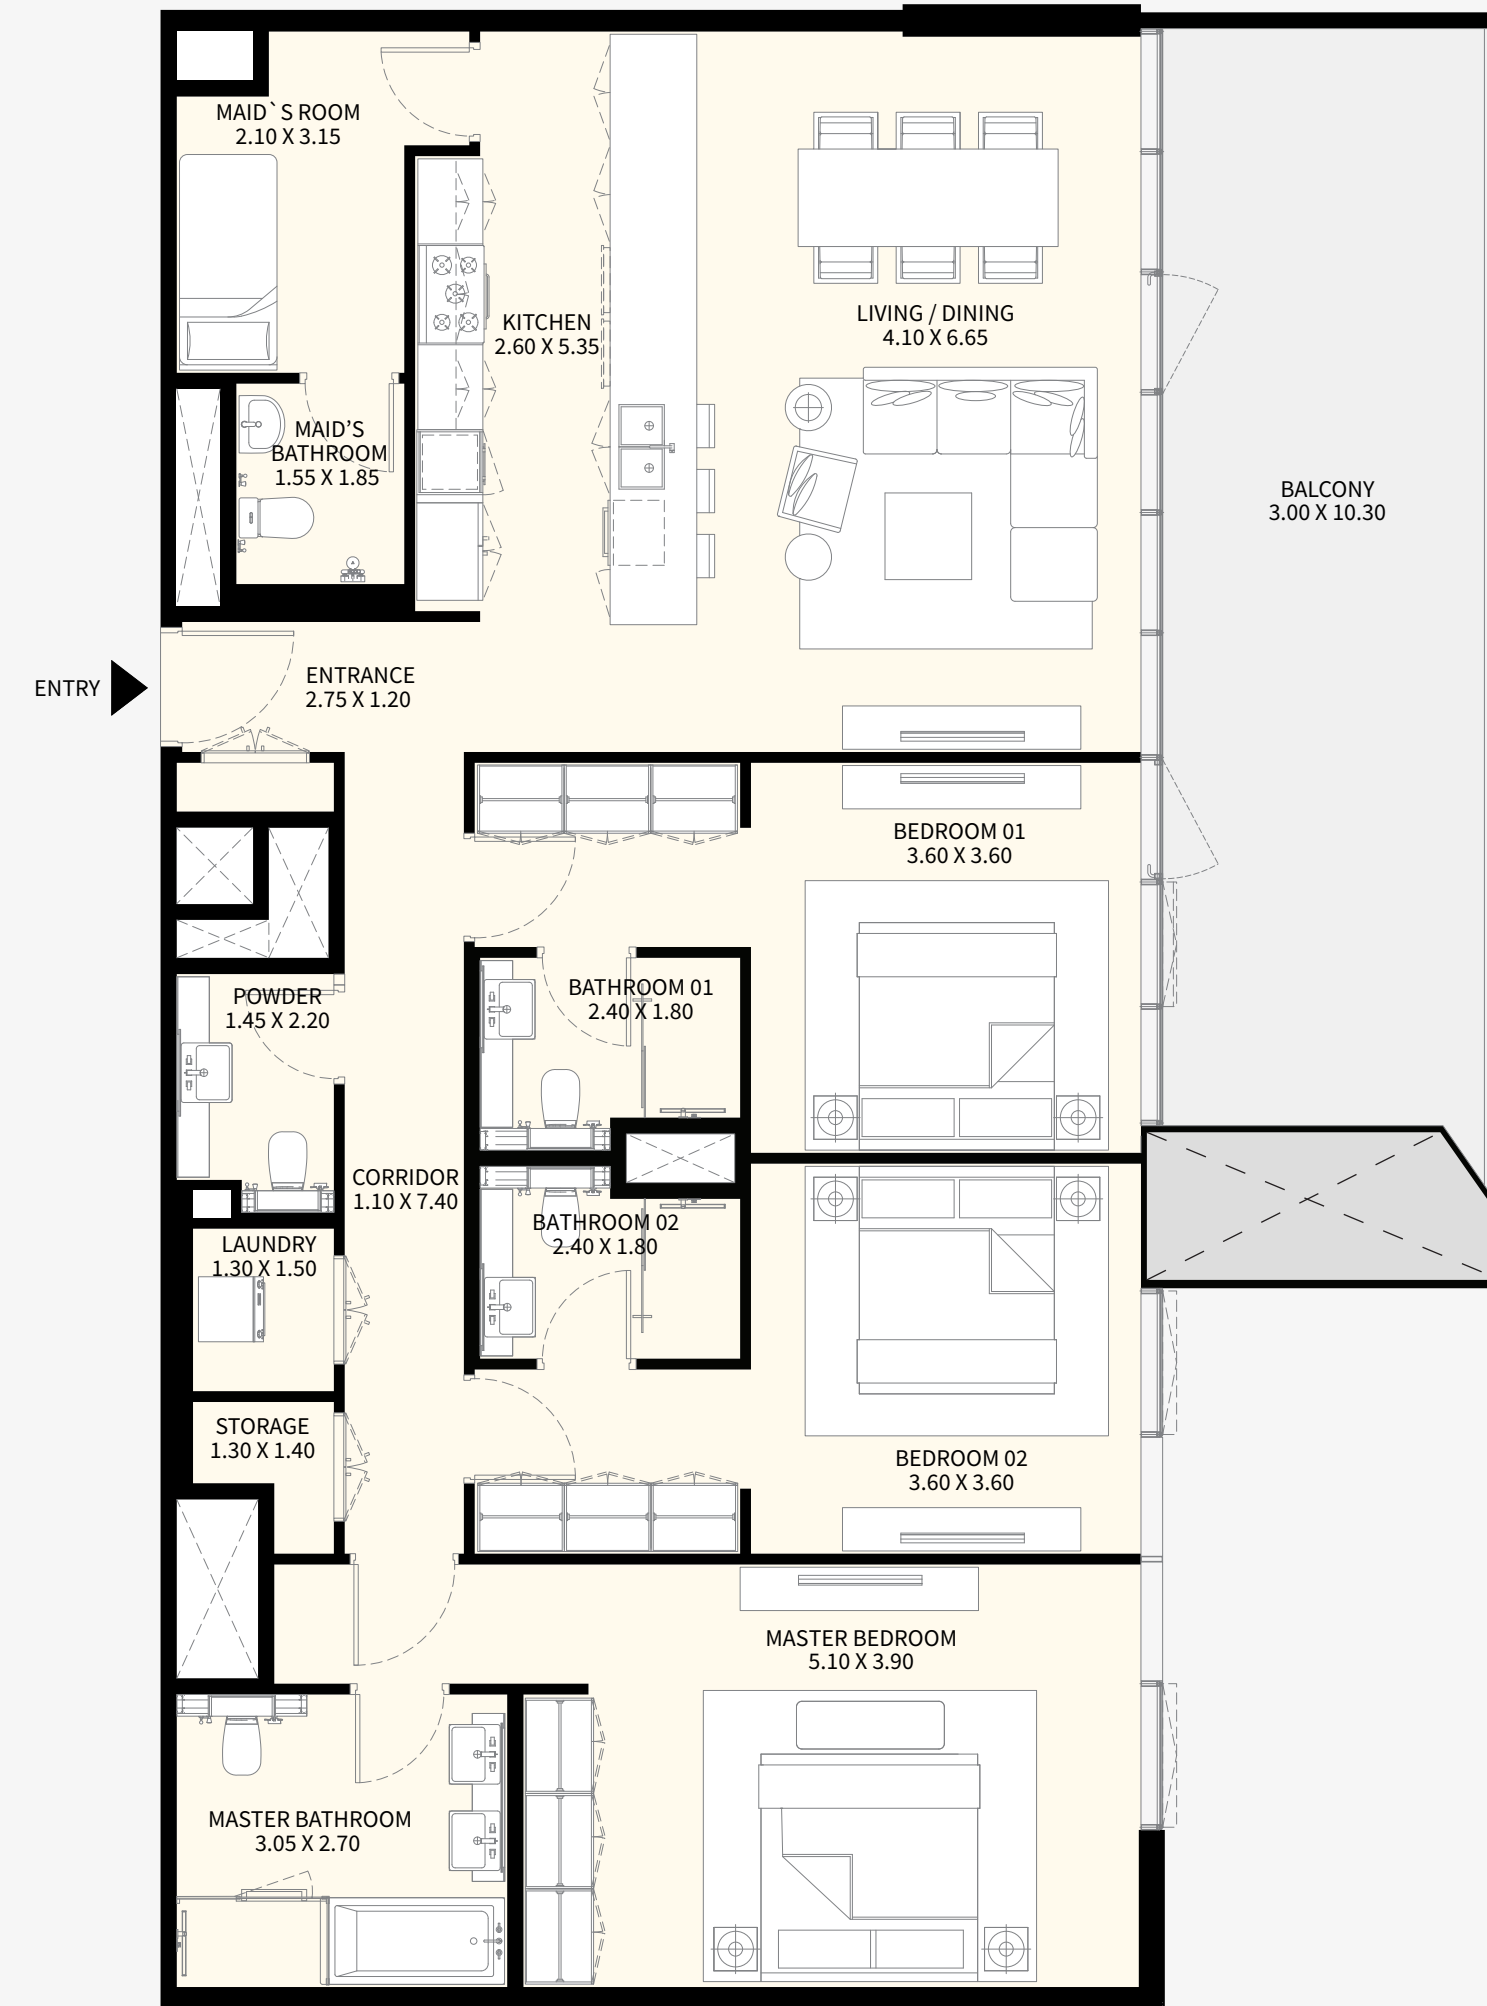 MAID`S ROOM
2.10 X 3.15
KITCHEN
2.60 X 5.35
LIVING / DINING
4.10 X 6.65
MAID’S
BATHROOM
1.55 X 1.85
BALCONY
3.00 X 10.30
ENTRY
ENTRANCE
2.75 X 1.20
BEDROOM 01
3.60 X 3.60
POWDER
1.45 X 2.20
BATHROOM 01
2.40 X 1.80
CORRIDOR
1.10 X 7.40
BATHROOM 02
2.40 X 1.80
LAUNDRY
1.30 X 1.50
STORAGE
1.30 X 1.40
BEDROOM 02
3.60 X 3.60
MASTER BEDROOM
5.10 X 3.90
MASTER BATHROOM
3.05 X 2.70